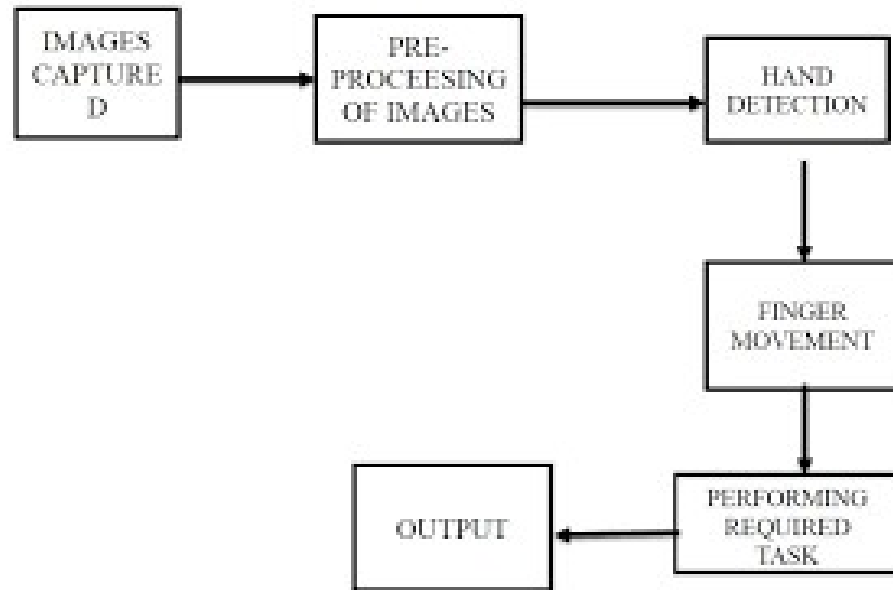 IMAGES
CAPTURE
D
PRE-
PROCEESING
OF IMAGES
HAND
DETECTION
FINGER
MOVEMENT
PERFORMING
REQUIRED
TASK
OUTPUT